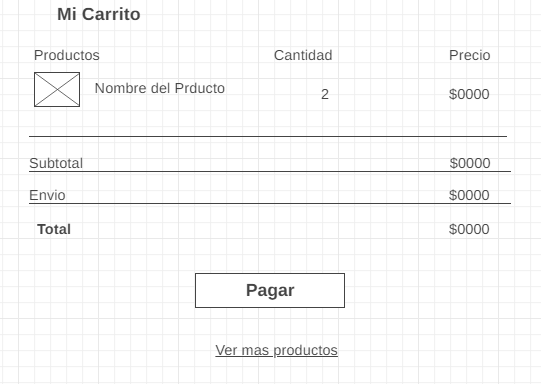 Mi Carrito
Productos Cantidad Precio
Nombre del Prducto 2 $0000
Subtotal $0000
Envio $0000
Total $0000
Pagar
Ver mas productos